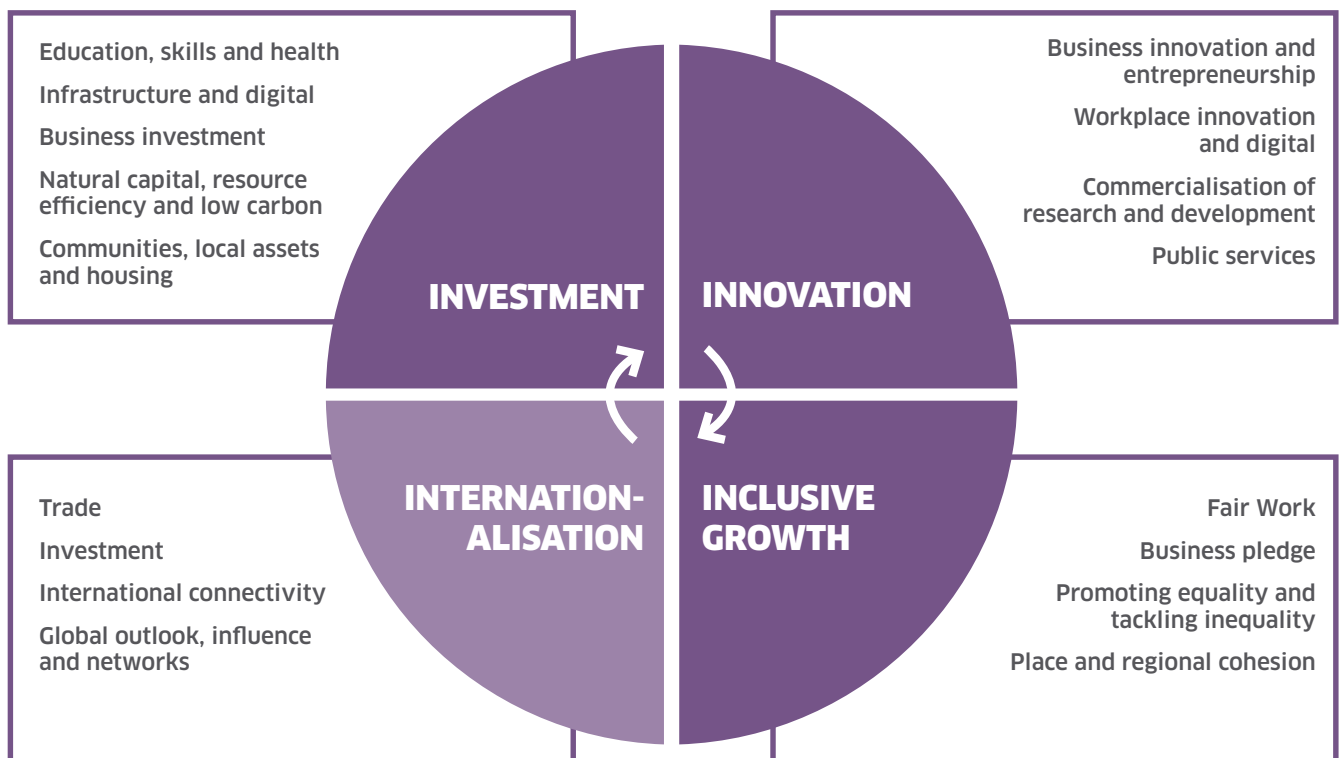 Education, skills and health
Infrastructure and digital
Business investment
Natural capital, resource
efficiency and low carbon
Communities, local assets
and housing
INVESTMENT
Business innovation and
entrepreneurship
Workplace innovation
and digital
Commercialisation of
research and development
Public services
INNOVATION
Trade
Investment
International connectivity
Global outlook, influence
and networks
INTERNATION-
ALISATION
INCLUSIVE
GROWTH
Fair Work
Business pledge
Promoting equality and
tackling inequality
Place and regional cohesion